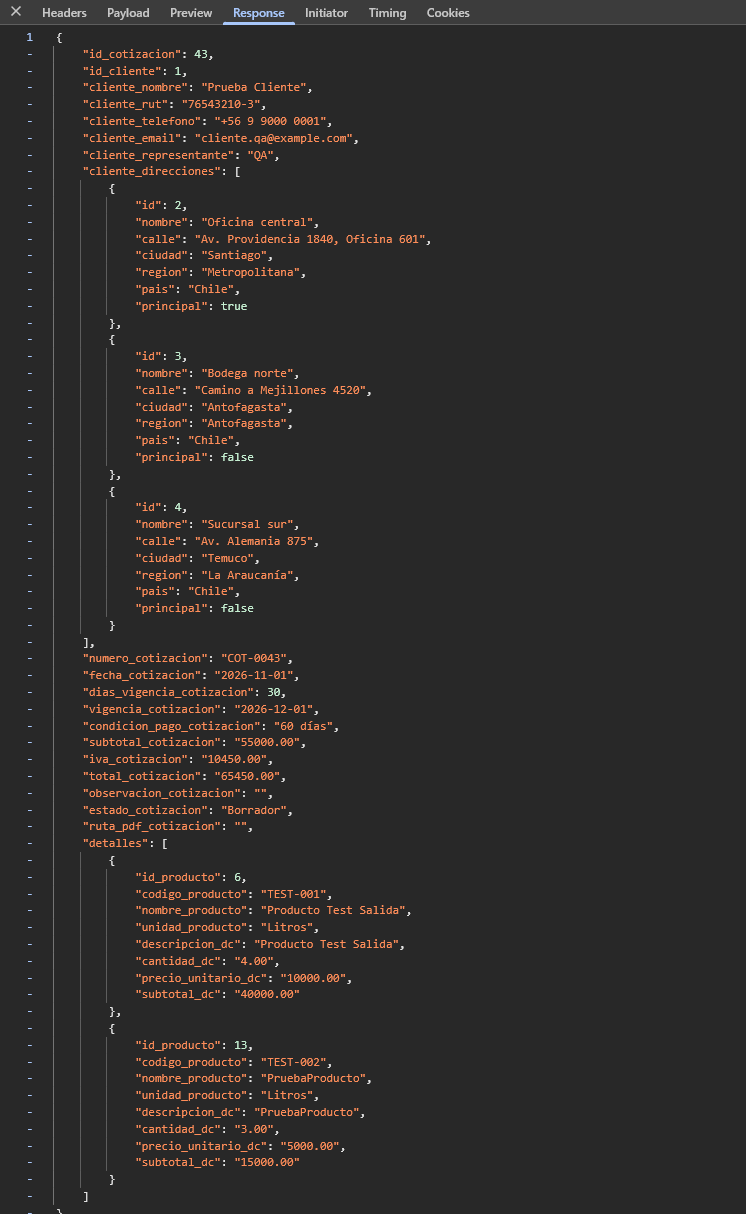 ✕ Headers Payload Preview Response Initiator Timing Cookies
1 {
- "id_cotizacion": 43,
- "id_cliente": 1,
- "cliente_nombre": "Prueba Cliente",
- "cliente_rut": "76543210-3",
- "cliente_telefono": "+56 9 9000 0001",
- "cliente_email": "cliente.qa@example.com",
- "cliente_representante": "QA",
- "cliente_direcciones": [
- {
- "id": 2,
- "nombre": "Oficina central",
- "calle": "Av. Providencia 1840, Oficina 601",
- "ciudad": "Santiago",
- "region": "Metropolitana",
- "pais": "Chile",
- "principal": true
- },
- {
- "id": 3,
- "nombre": "Bodega norte",
- "calle": "Camino a Mejillones 4520",
- "ciudad": "Antofagasta",
- "region": "Antofagasta",
- "pais": "Chile",
- "principal": false
- },
- {
- "id": 4,
- "nombre": "Sucursal sur",
- "calle": "Av. Alemania 875",
- "ciudad": "Temuco",
- "region": "La Araucanía",
- "pais": "Chile",
- "principal": false
- }
- ],
- "numero_cotizacion": "COT-0043",
- "fecha_cotizacion": "2026-11-01",
- "dias_vigencia_cotizacion": 30,
- "vigencia_cotizacion": "2026-12-01",
- "condicion_pago_cotizacion": "60 días",
- "subtotal_cotizacion": "55000.00",
- "iva_cotizacion": "10450.00",
- "total_cotizacion": "65450.00",
- "observacion_cotizacion": "",
- "estado_cotizacion": "Borrador",
- "ruta_pdf_cotizacion": "",
- "detalles": [
- {
- "id_producto": 6,
- "codigo_producto": "TEST-001",
- "nombre_producto": "Producto Test Salida",
- "unidad_producto": "Litros",
- "descripcion_dc": "Producto Test Salida",
- "cantidad_dc": "4.00",
- "precio_unitario_dc": "10000.00",
- "subtotal_dc": "40000.00"
- },
- {
- "id_producto": 13,
- "codigo_producto": "TEST-002",
- "nombre_producto": "PruebaProducto",
- "unidad_producto": "Litros",
- "descripcion_dc": "PruebaProducto",
- "cantidad_dc": "3.00",
- "precio_unitario_dc": "5000.00",
- "subtotal_dc": "15000.00"
- }
- ]
- }